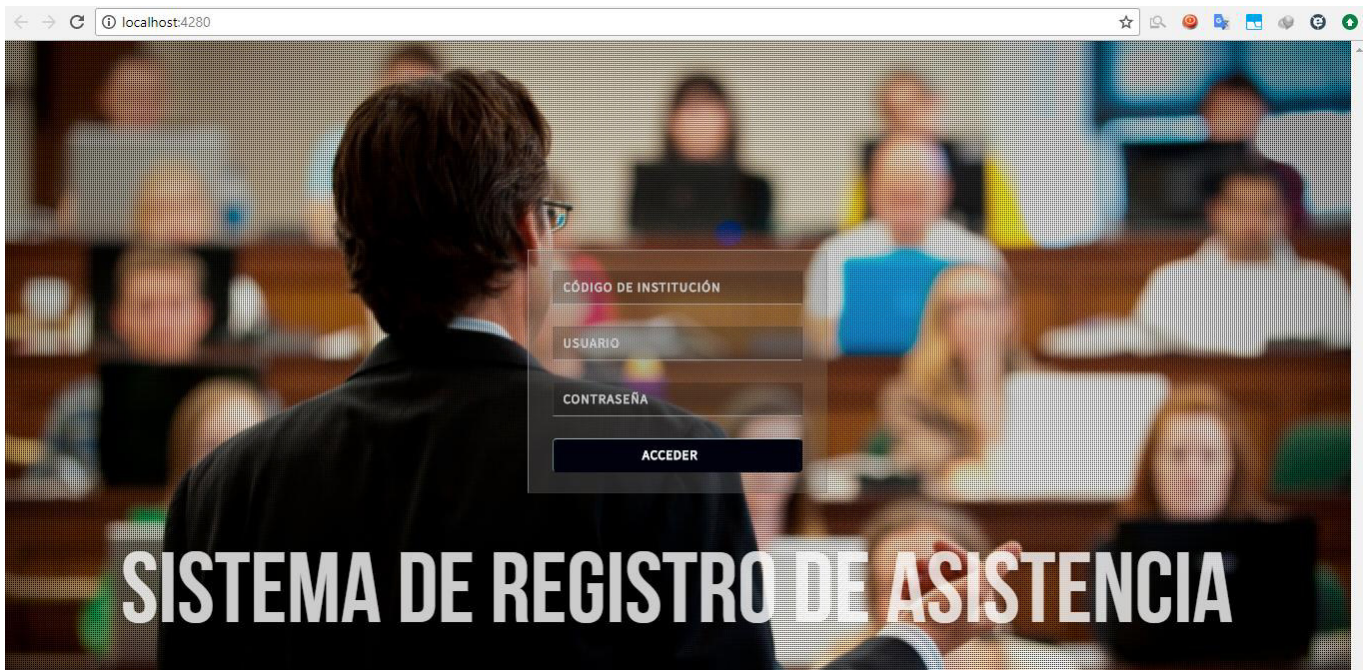 localhost:4280
CÓDIGO DE INSTITUCIÓN
USUARIO
CONTRASEÑA
ACCEDER
SISTEMA DE REGISTRO DE ASISTENCIA